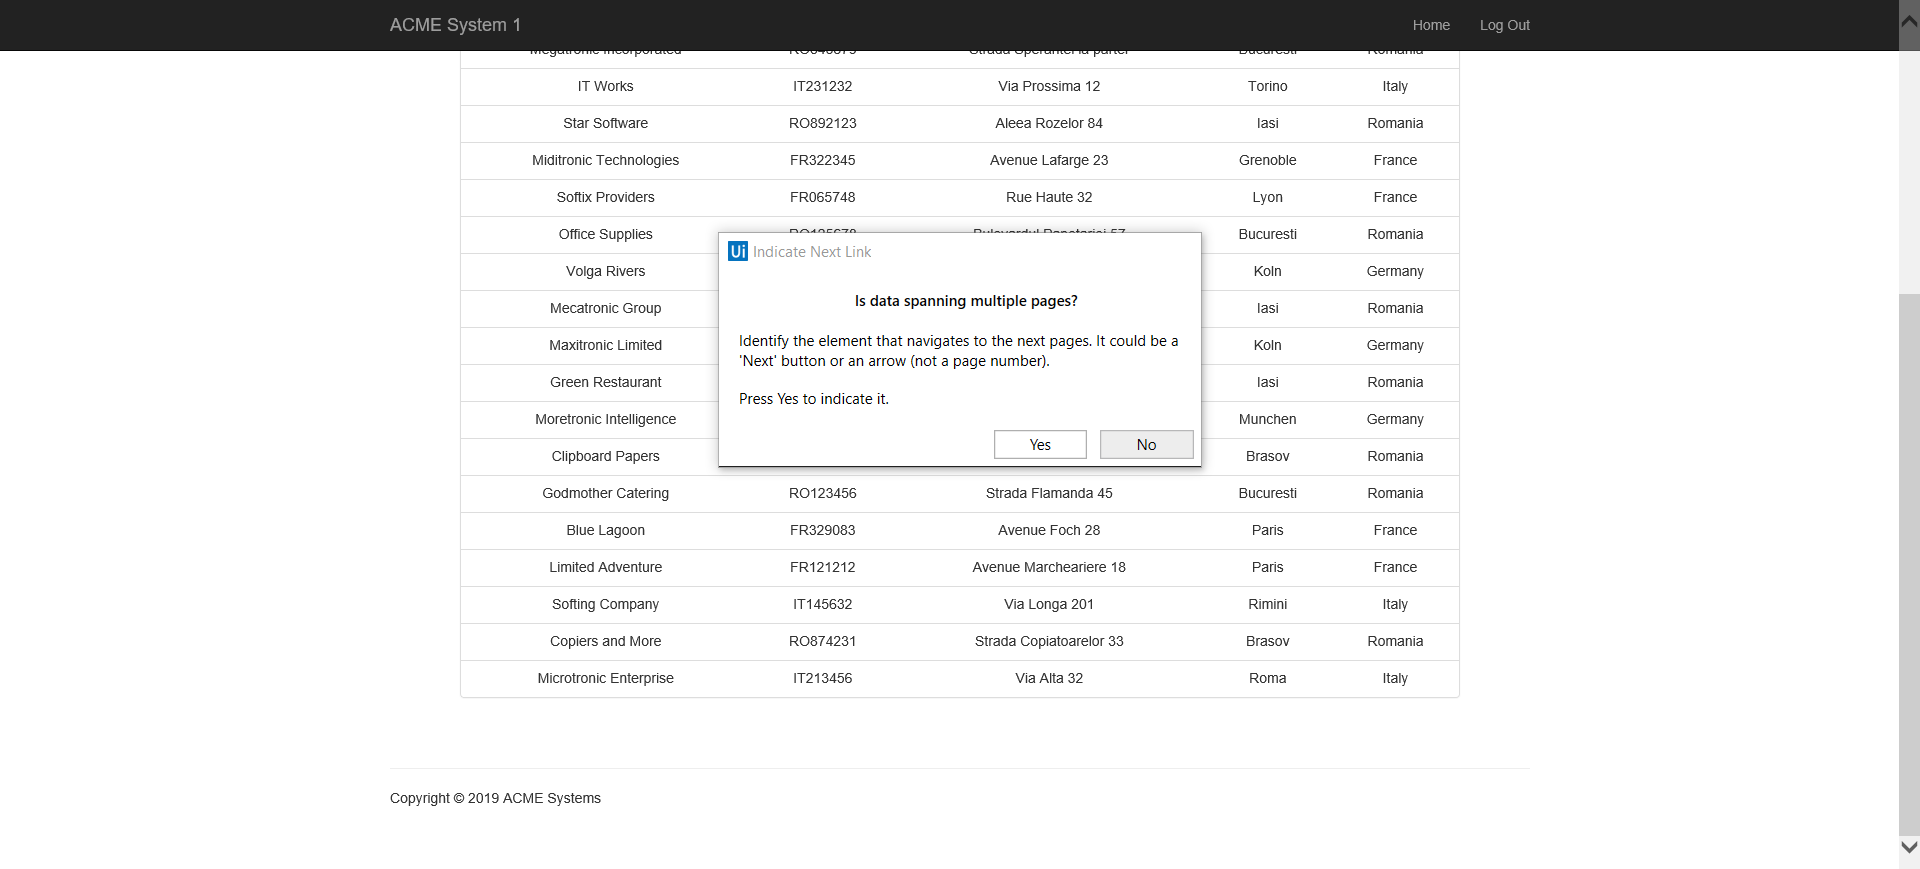 ACME System 1 Home Log Out
Megatronic Incorporated Bucuresti Romania
IT Works IT231232 Via Prossima 12 Torino Italy
Star Software RO892123 Aleea Rozelor 84 Iasi Romania
Miditronic Technologies FR322345 Avenue Lafarge 23 Grenoble France
Softix Providers FR065748 Rue Haute 32 Lyon France
Office Supplies Bucuresti Romania
Volga Rivers Koln Germany
Mecatronic Group Iasi Romania
Maxitronic Limited Koln Germany
Green Restaurant Iasi Romania
Moretronic Intelligence Munchen Germany
Clipboard Papers Brasov Romania
Godmother Catering RO123456 Strada Flamanda 45 Bucuresti Romania
Blue Lagoon FR329083 Avenue Foch 28 Paris France
Limited Adventure FR121212 Avenue Marcheariere 18 Paris France
Softing Company IT145632 Via Longa 201 Rimini Italy
Copiers and More RO874231 Strada Copiatoarelor 33 Brasov Romania
Microtronic Enterprise IT213456 Via Alta 32 Roma Italy
Ui Indicate Next Link
Is data spanning multiple pages?
Identify the element that navigates to the next pages. It could be a
'Next' button or an arrow (not a page number).
Press Yes to indicate it.
Yes No
Copyright © 2019 ACME Systems